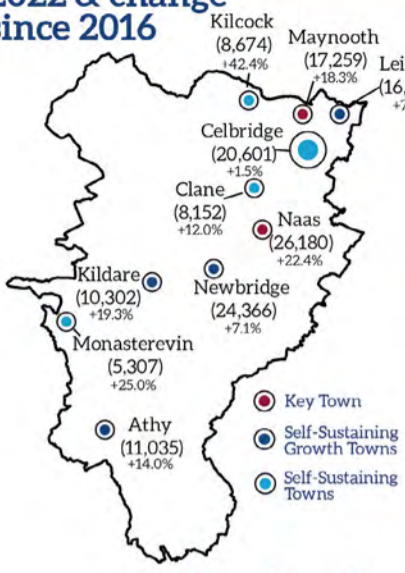 2022 & change
since 2016
Kilcock
(8,674)
+42.4%
Maynooth
(17,259)
+18.3%
Celbridge
(20,601)
+1.5%
Clane
(8,152)
+12.0%
Naas
(26,180)
+22.4%
Kildare
(10,302)
+19.3%
Newbridge
(24,366)
+7.1%
Monasterevin
(5,307)
+25.0%
Athy
(11,035)
+14.0%
Key Town
Self-Sustaining
Growth Towns
Self-Sustaining
Towns